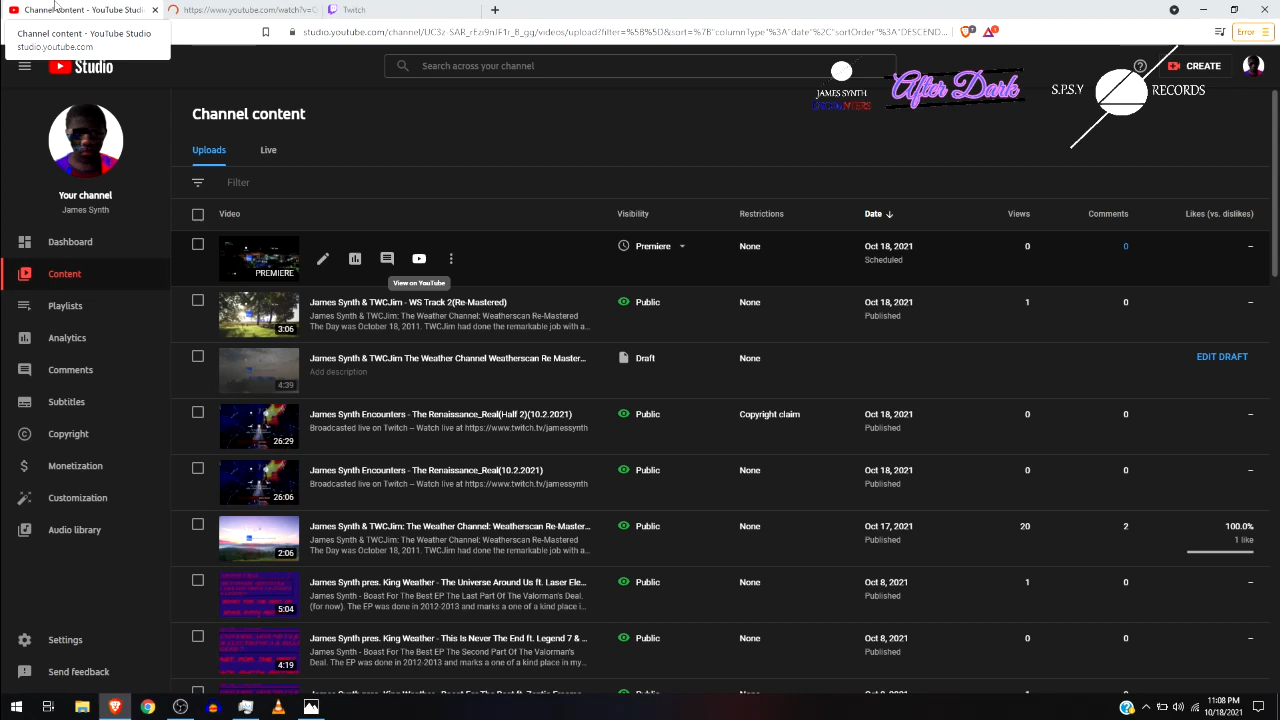 Channel content - YouTube Studio
https://www.youtube.com/watch?v=
Twitch
Channel content - YouTube Studio
studio.youtube.com
Error
Studio
Search across your channel
CREATE
JAMES SYNTH
ENCOUNTERS
After Dark
S.P.S.Y RECORDS
Your channel
James Synth
Dashboard
Content
Playlists
Analytics
Comments
Subtitles
Copyright
Monetization
Customization
Audio library
Settings
Send feedback
Channel content
Uploads Live
Filter
Video Visibility Restrictions Date Views Comments Likes (vs. dislikes)
PREMIERE
View on YouTube
Premiere None Oct 18, 2021 0 0 –
Scheduled
James Synth & TWCJim - WS Track 2(Re-Mastered) Public None Oct 18, 2021 1 0 –
James Synth & TWCJim: The Weather Channel: Weatherscan Re-Mastered Published
The Day was October 18, 2011. TWCJim had done the remarkable job with a...
3:06
James Synth & TWCJim The Weather Channel Weatherscan Re Master... Draft None EDIT DRAFT
Add description
4:39
James Synth Encounters - The Renaissance_Real(Half 2)(10.2.2021) Public Copyright claim Oct 18, 2021 0 0 –
Broadcasted live on Twitch -- Watch live at https://www.twitch.tv/jamessynth Published
26:29
James Synth Encounters - The Renaissance_Real(10.2.2021) Public None Oct 18, 2021 0 0 –
Broadcasted live on Twitch -- Watch live at https://www.twitch.tv/jamessynth Published
26:06
James Synth & TWCJim: The Weather Channel: Weatherscan Re-Master... Public None Oct 17, 2021 20 2 100.0%
James Synth & TWCJim: The Weather Channel: Weatherscan Re-Mastered Published 1 like
The Day was October 18, 2011. TWCJim had done the remarkable job with a...
2:06
James Synth pres. King Weather - The Universe Around Us ft. Laser Ele... Public None Oct 8, 2021 1 0 –
James Synth - Boast For The Best EP The Last Part Of The Valorman's Deal. Published
(for now). The EP was done in 2012-2013 and marks a one of a kind place i...
5:04
James Synth pres. King Weather - This Is Never The End ft. Legend 7 & ... Public None Oct 8, 2021 1 0 –
James Synth - Boast For The Best EP The Second Part Of The Valorman's Published
Deal. The EP was done in 2012-2013 and marks a one of a kind place in my...
4:19
11:08 PM
10/18/2021